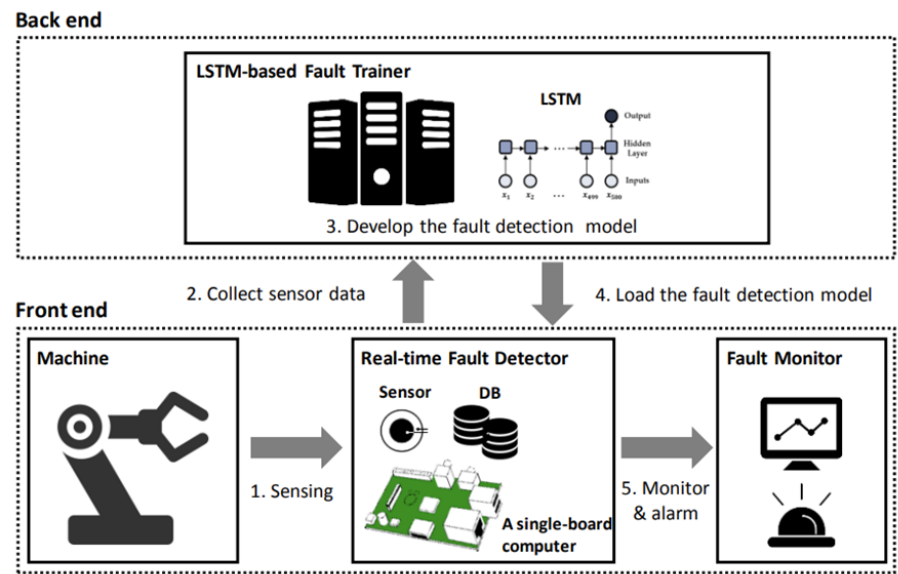 Back end
LSTM-based Fault Trainer
LSTM
Output
Hidden
Layer
Inputs
x1 x2 ... x499 x500
3. Develop the fault detection model
2. Collect sensor data
4. Load the fault detection model
Front end
Machine
Real-time Fault Detector
Fault Monitor
Sensor
DB
1. Sensing
5. Monitor
& alarm
A single-board
computer